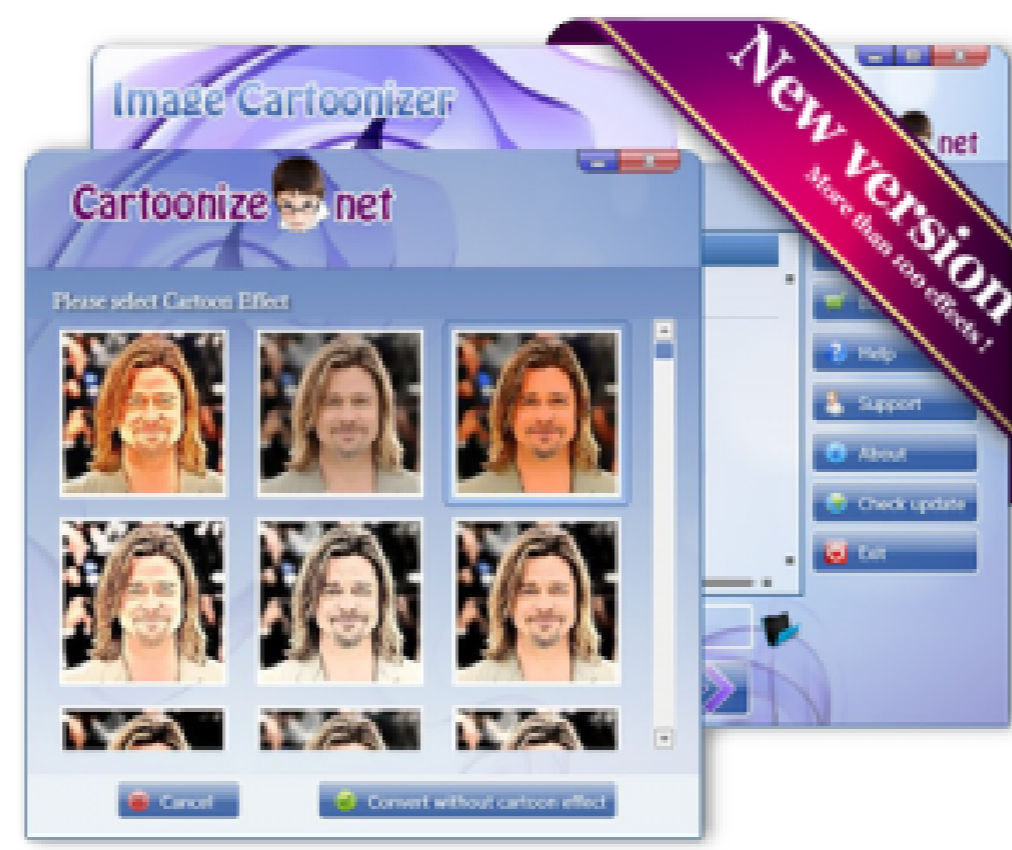 Image Cartoonizer
New version
More than 100 effects!
net
Cartoonize net
Please select Cartoon Effect
Help
Support
About
Check update
Exit
Cancel
Convert without cartoon effect